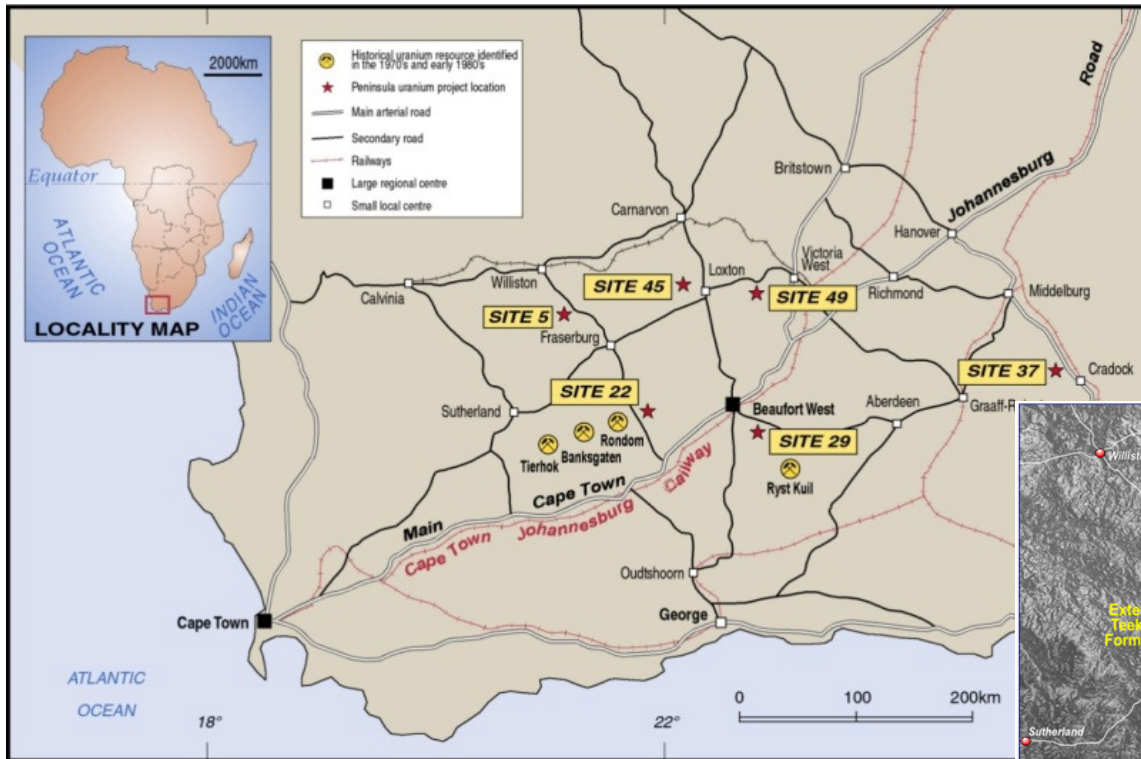 2000km
Equator
ATLANTIC
OCEAN
INDIAN
OCEAN
LOCALITY MAP
Historical uranium resource identified
in the 1970's and early 1980's
Peninsula uranium project location
Main arterial road
Secondary road
Railways
Large regional centre
Small local centre
Road
Johannesburg
Britstown
Carnarvon
Hanover
Victoria
West
Williston
Loxton
SITE 45
Calvinia
SITE 49
Richmond
Middelburg
SITE 5
Fraserburg
SITE 37
Cradock
SITE 22
Sutherland
Beaufort West
Aberdeen
Rondom
SITE 29
Banksgaten
Tierhok
Ryst Kuil
Cape Town
Main
Railway
Johannesburg
Cape Town
Oudtshoorn
George
Cape Town
ATLANTIC
OCEAN
18°
22°
0 100 200km
Sutherland